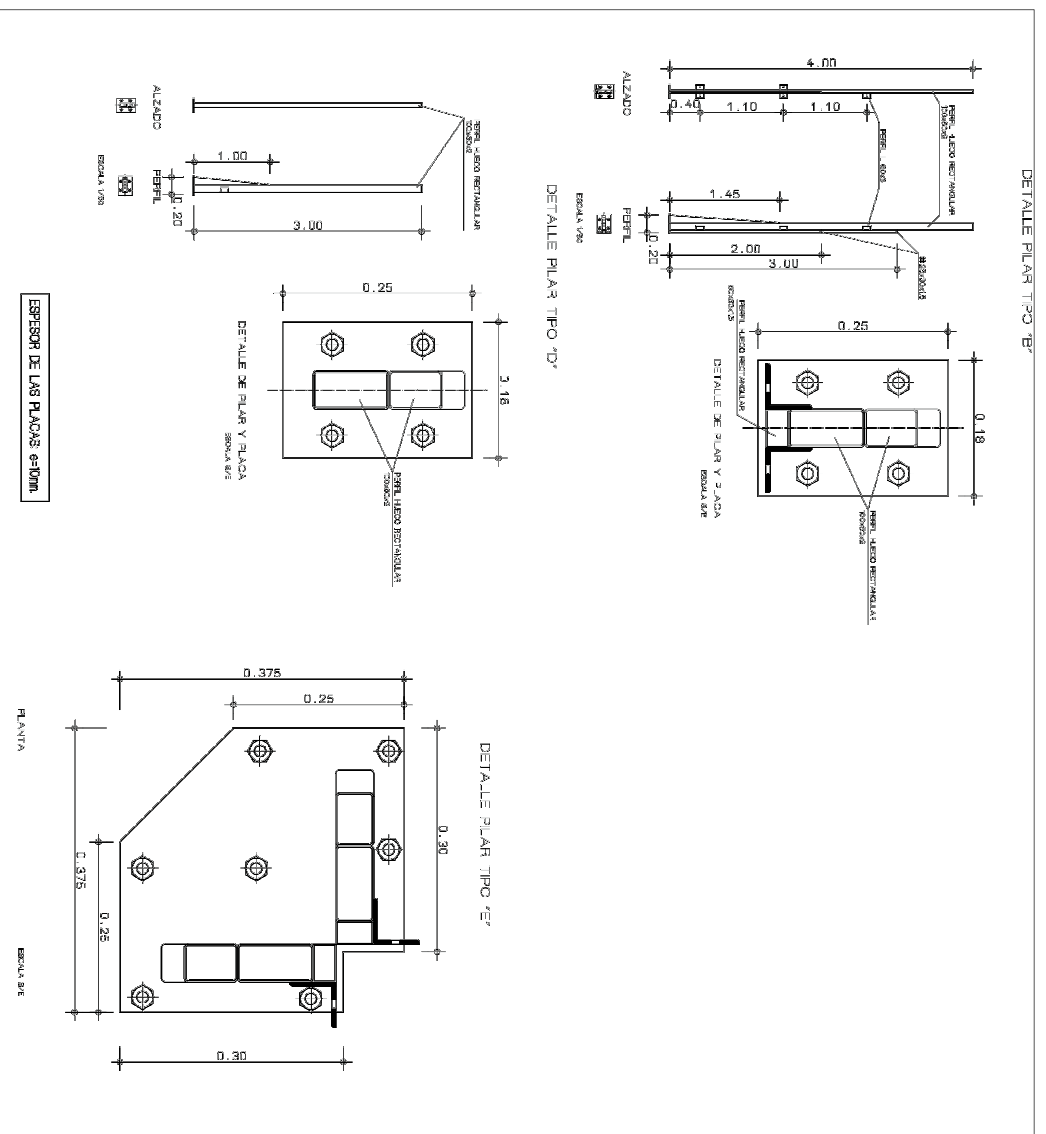 DETALLE PILAR TIPO "B"
4.00
0.40
1.10
1.10
ALZADO
PERFIL HUECO RECTANGULAR
1.45
0.20
2.00
3.00
PERFIL
ESCALA 1/50
0.25
0.18
PERFIL HUECO RECTANGULAR
PERFIL HUECO RECTANGULAR
DETALLE DE PILAR Y PLACA
DETALLE PILAR TIPO "D"
PERFIL HUECO RECTANGULAR
ALZADO
1.00
0.20
3.00
PERFIL
ESCALA 1/50
0.25
PERFIL HUECO RECTANGULAR
DETALLE DE PILAR Y PLACA
ESPESOR DE LAS PLACAS: e=10mm.
DETALLE PILAR TIPO "E"
0.375
0.25
0.30
0.375
0.25
0.30
PLANTA